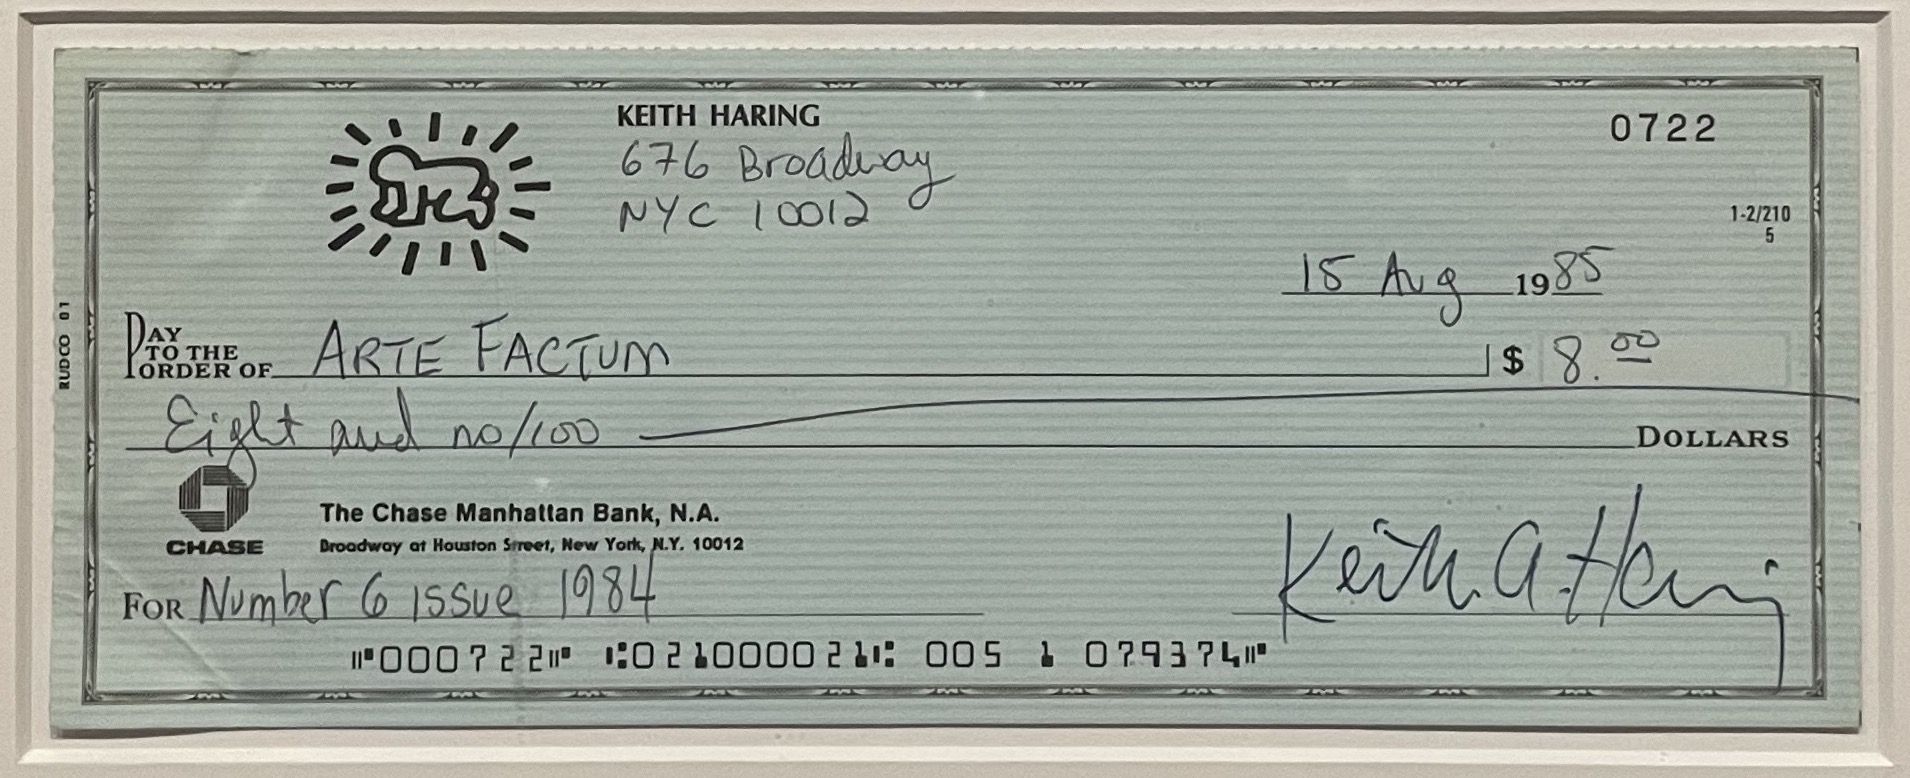 KEITH HARING
676 Broadway
NYC 10012
0722
1-2/210
5
15 Aug 1985
PAY TO THE ORDER OF ARTE FACTUM $ 8.00
Eight and no/100 DOLLARS
CHASE
The Chase Manhattan Bank, N.A.
Broadway at Houston Street, New York, N.Y. 10012
FOR Number 6 issue 1984
Keith A. Haring
⑈000722⑈ ⑆021000021⑆ 005 1 079374⑈
RUDCO 01